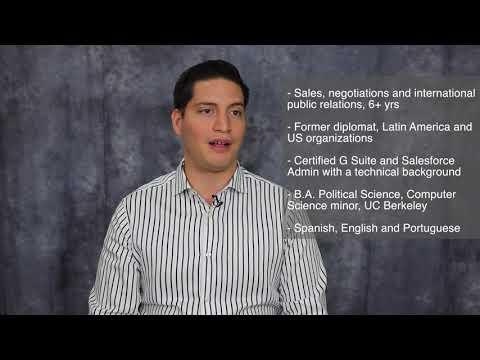 - Sales, negotiations and international
public relations, 6+ yrs
- Former diplomat, Latin America and
US organizations
- Certified G Suite and Salesforce
Admin with a technical background
- B.A. Political Science, Computer
Science minor, UC Berkeley
- Spanish, English and Portuguese